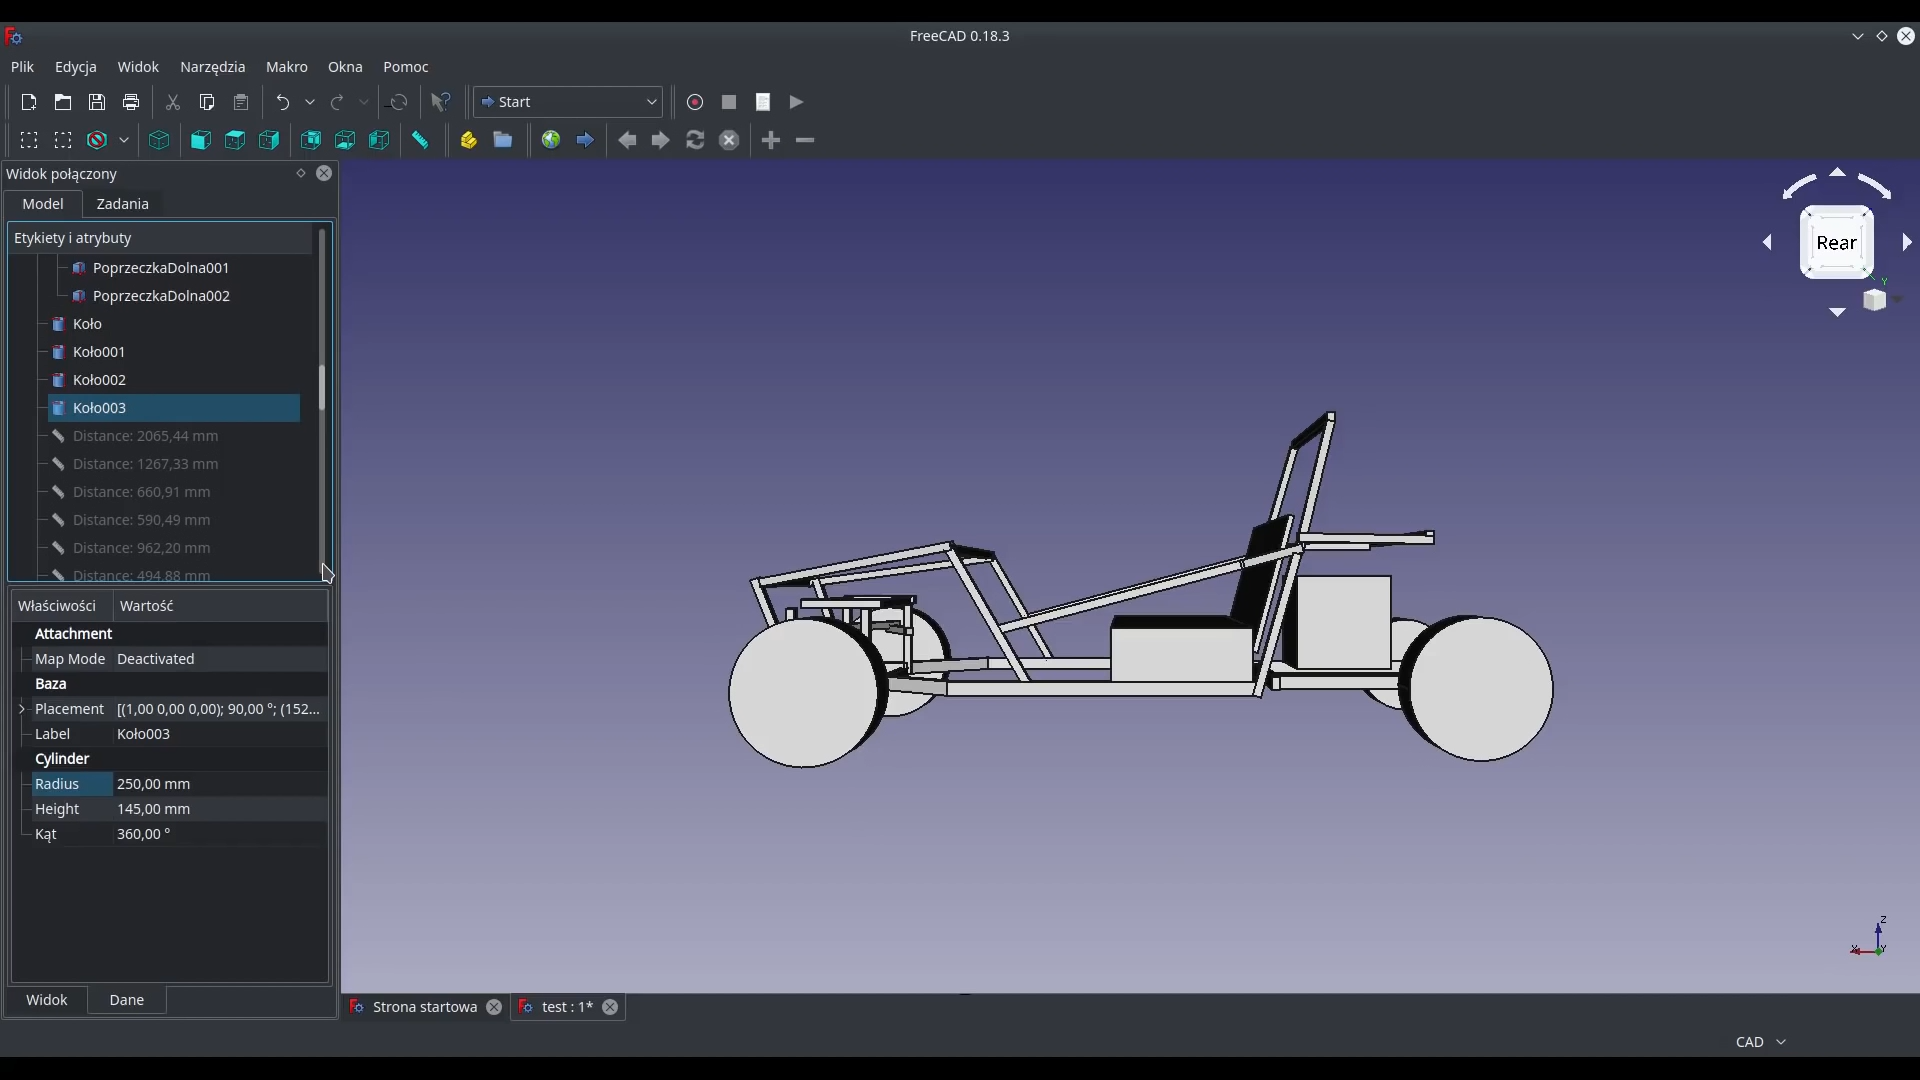 FreeCAD 0.18.3
Plik Edycja Widok Narzędzia Makro Okna Pomoc
Start
Widok połączony
Model Zadania
Etykiety i atrybuty
PoprzeczkaDolna001
PoprzeczkaDolna002
Koło
Koło001
Koło002
Koło003
Distance: 2065,44 mm
Distance: 1267,33 mm
Distance: 660,91 mm
Distance: 590,49 mm
Distance: 962,20 mm
Distance: 494,88 mm
Właściwości Wartość
Attachment
Map Mode Deactivated
Baza
Placement [(1,00 0,00 0,00); 90,00 °; (152...
Label Koło003
Cylinder
Radius 250,00 mm
Height 145,00 mm
Kąt 360,00 °
Widok Dane
Rear
Y
Z
X Y
Strona startowa test : 1*
CAD